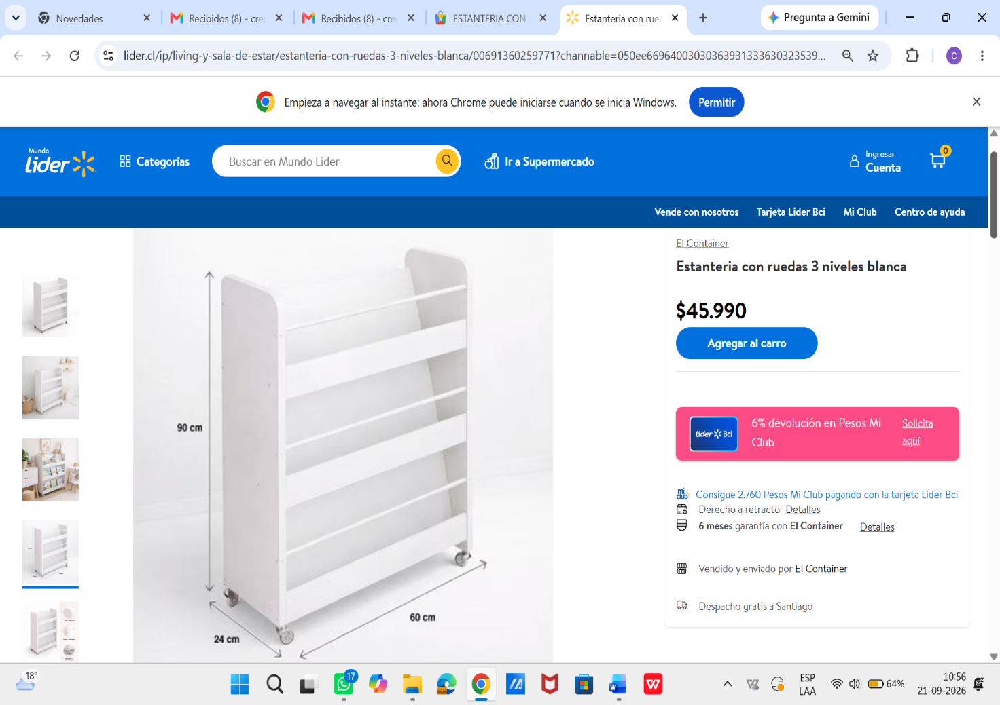 Novedades
Recibidos (8) - cre
Recibidos (8) - cre
ESTANTERIA CON
Estanteria con rue
Pregunta a Gemini
lider.cl/ip/living-y-sala-de-estar/estanteria-con-ruedas-3-niveles-blanca/00691360259771?channable=050ee66964003030363931333630323539...
C
Empieza a navegar al instante: ahora Chrome puede iniciarse cuando se inicia Windows.
Permitir
Mundo
lider
Categorías
Buscar en Mundo Lider
Ir a Supermercado
Ingresar
Cuenta
0
Vende con nosotros
Tarjeta Lider Bci
Mi Club
Centro de ayuda
El Container
Estanteria con ruedas 3 niveles blanca
$45.990
Agregar al carro
90 cm
60 cm
24 cm
lider Bci
6% devolución en Pesos Mi Club
Solicita aquí
mi club
Consigue 2.760 Pesos Mi Club pagando con la tarjeta Lider Bci
Derecho a retracto Detalles
6 meses garantía con El Container Detalles
Vendido y enviado por El Container
Despacho gratis a Santiago
18°
17
W
W
ESP
LAA
64%
10:56
21-09-2026